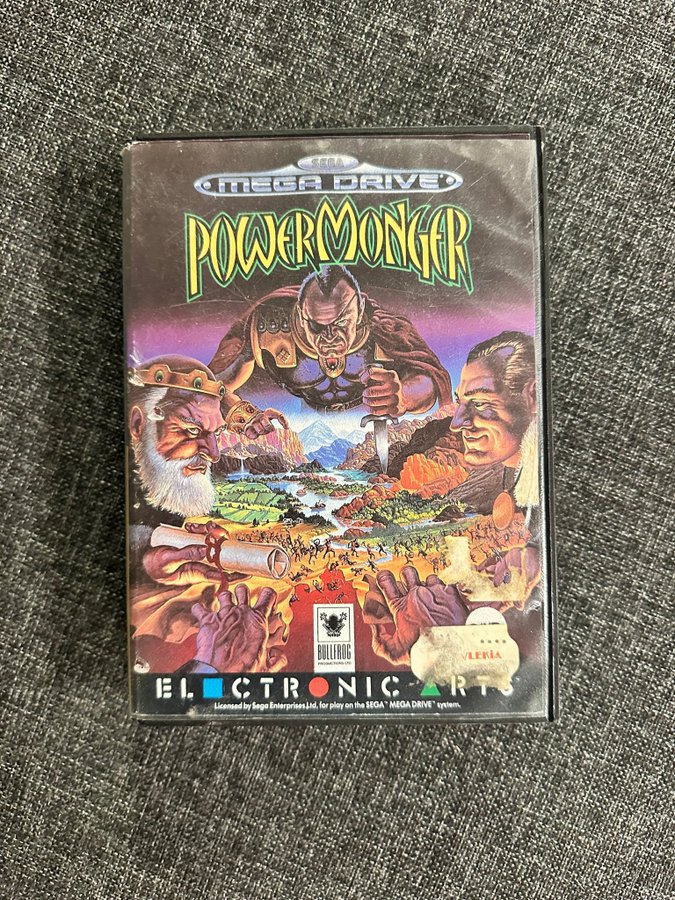 SEGA
MEGA DRIVE
POWERMONGER
BULLFROG
PRODUCTIONS LTD
ELECTRONIC ARTS
Licensed by Sega Enterprises Ltd. for play on the SEGA™ MEGA DRIVE™ system.